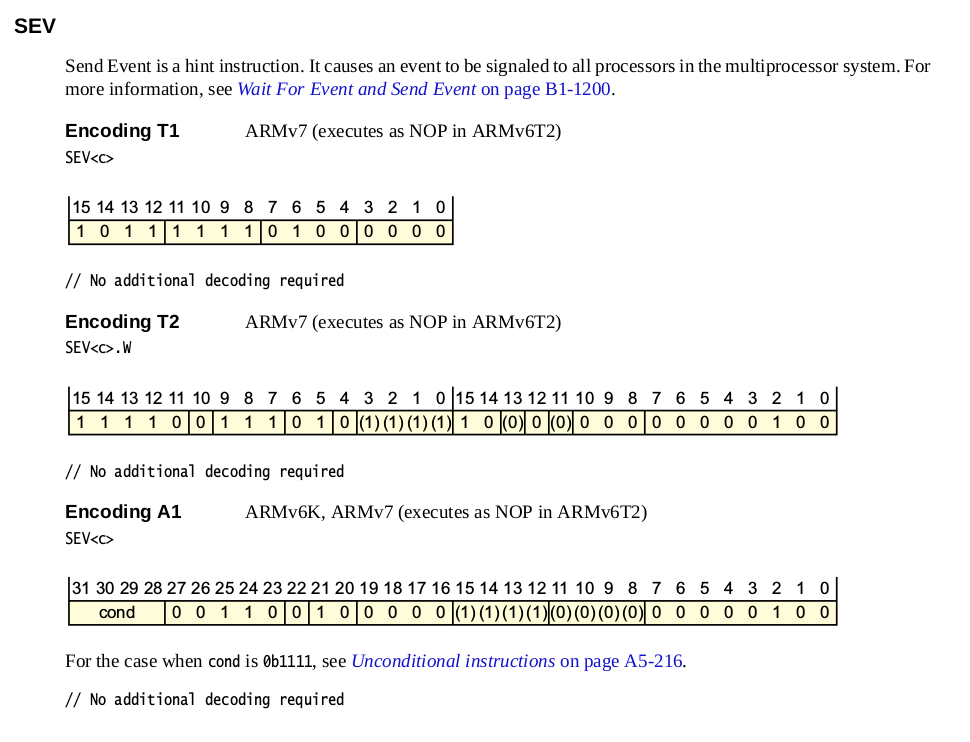 SEV
Send Event is a hint instruction. It causes an event to be signaled to all processors in the multiprocessor system. For
more information, see Wait For Event and Send Event on page B1-1200.
Encoding T1 ARMv7 (executes as NOP in ARMv6T2)
SEV<c>
15 14 13 12 11 10 9 8 7 6 5 4 3 2 1 0
1 0 1 1 1 1 1 1 0 1 0 0 0 0 0 0
// No additional decoding required
Encoding T2 ARMv7 (executes as NOP in ARMv6T2)
SEV<c>.W
15 14 13 12 11 10 9 8 7 6 5 4 3 2 1 0 15 14 13 12 11 10 9 8 7 6 5 4 3 2 1 0
1 1 1 1 0 0 1 1 1 0 1 0 (1) (1) (1) (1) 1 0 (0) 0 (0) 0 0 0 0 0 0 0 0 1 0 0
// No additional decoding required
Encoding A1 ARMv6K, ARMv7 (executes as NOP in ARMv6T2)
SEV<c>
31 30 29 28 27 26 25 24 23 22 21 20 19 18 17 16 15 14 13 12 11 10 9 8 7 6 5 4 3 2 1 0
cond 0 0 1 1 0 0 1 0 0 0 0 0 (1) (1) (1) (1) (0) (0) (0) (0) 0 0 0 0 0 1 0 0
For the case when cond is 0b1111, see Unconditional instructions on page A5-216.
// No additional decoding required